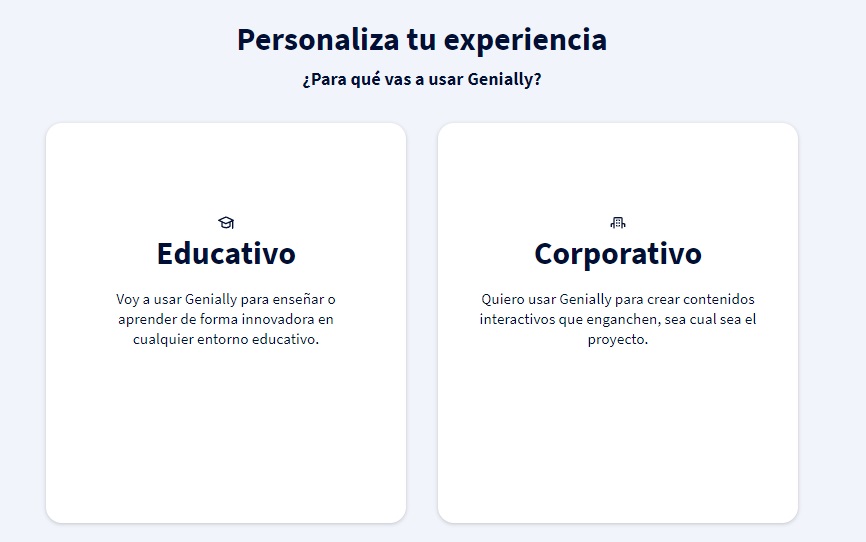 Personaliza tu experiencia
¿Para qué vas a usar Genially?
Educativo
Voy a usar Genially para enseñar o
aprender de forma innovadora en
cualquier entorno educativo.
Corporativo
Quiero usar Genially para crear contenidos
interactivos que enganchen, sea cual sea el
proyecto.